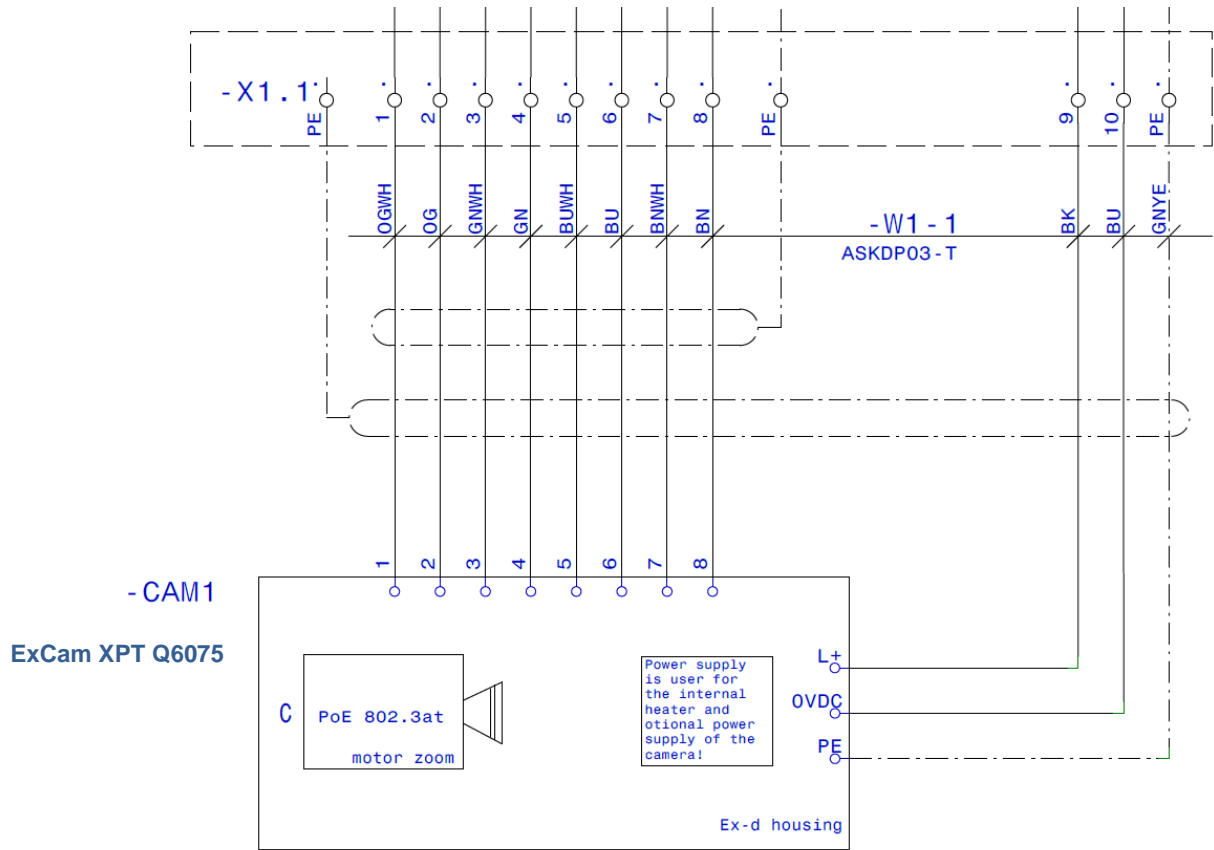 -X1.1
PE
1
2
3
4
5
6
7
8
PE
9
10
PE
OGWH
OG
GNWH
GN
BUWH
BU
BNWH
BN
-W1-1
ASKDP03-T
BK
BU
GNYE
1
2
3
4
5
6
7
8
-CAM1
ExCam XPT Q6075
C
PoE 802.3at
motor zoom
Power supply
is user for
the internal
heater and
otional power
supply of the
camera!
L+
0VDC
PE
Ex-d housing